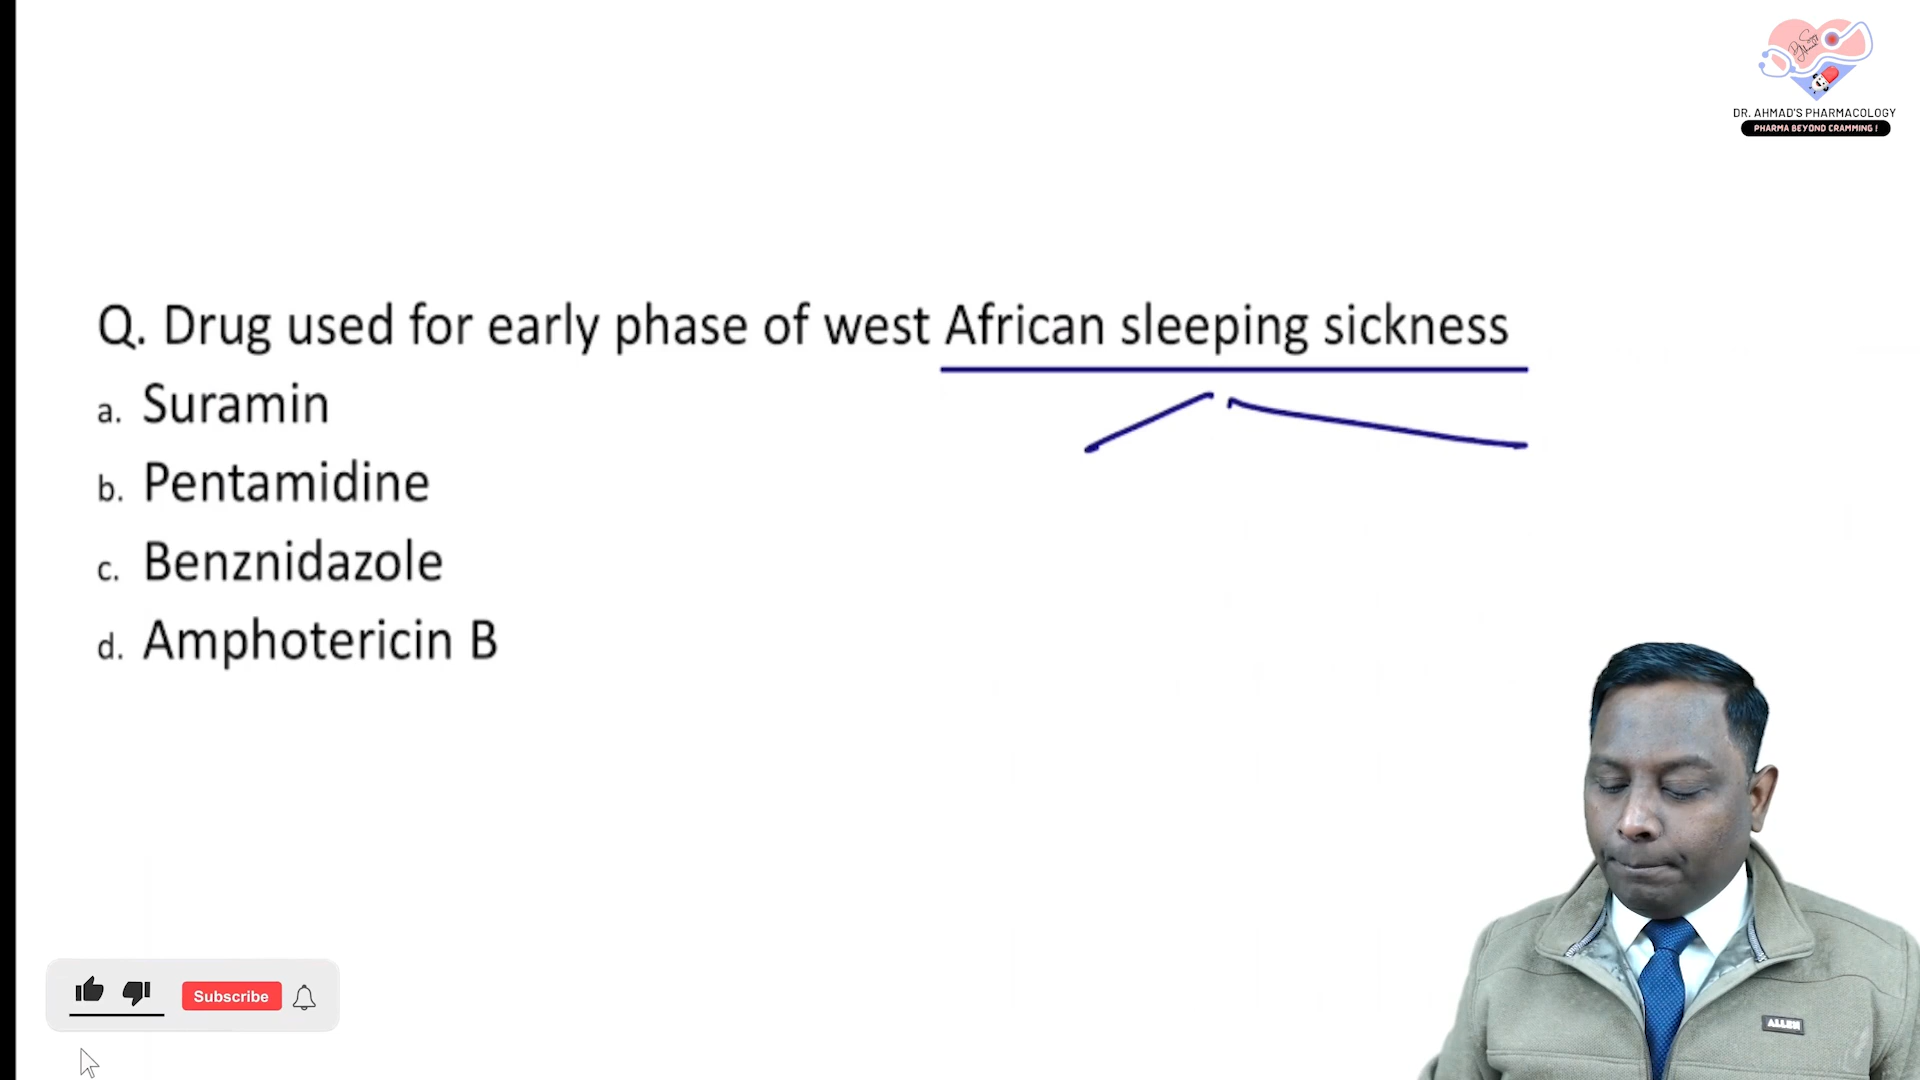 DR. AHMAD'S PHARMACOLOGY
PHARMA BEYOND CRAMMING !
Q. Drug used for early phase of west African sleeping sickness
a. Suramin
b. Pentamidine
c. Benznidazole
d. Amphotericin B
Subscribe
ALLEN